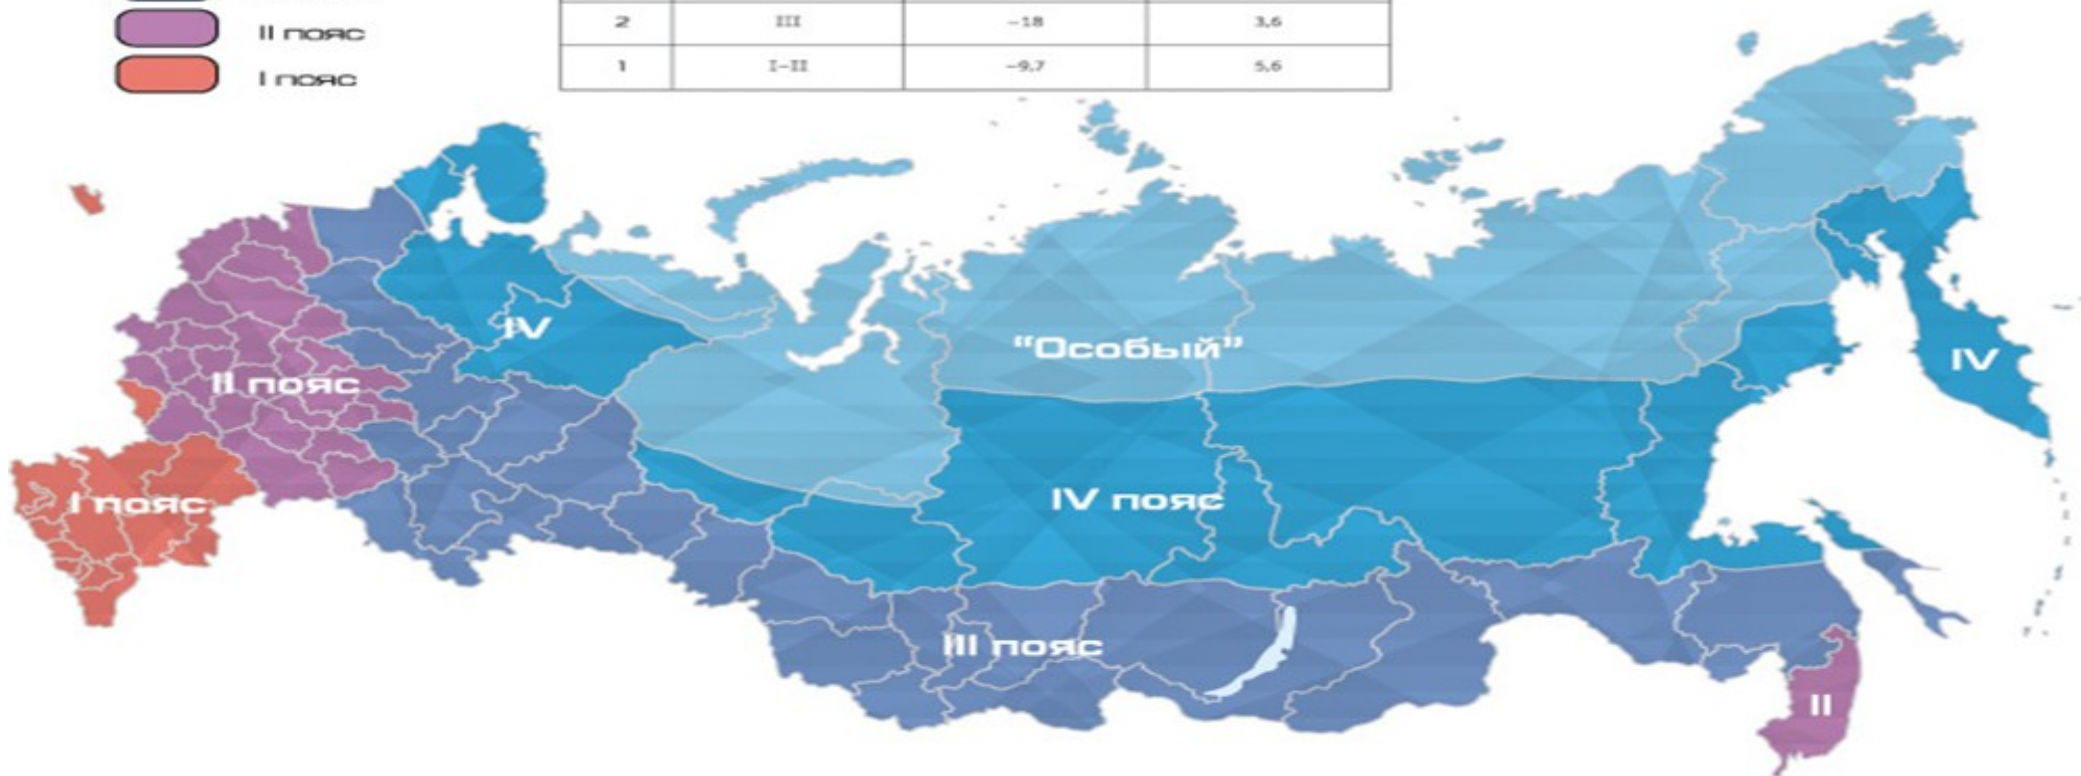 II пояс
I пояс
2 III −18 3,6
1 I−II −9,7 5,6
IV
“Особый”
IV
II пояс
IV пояс
I пояс
III пояс
II